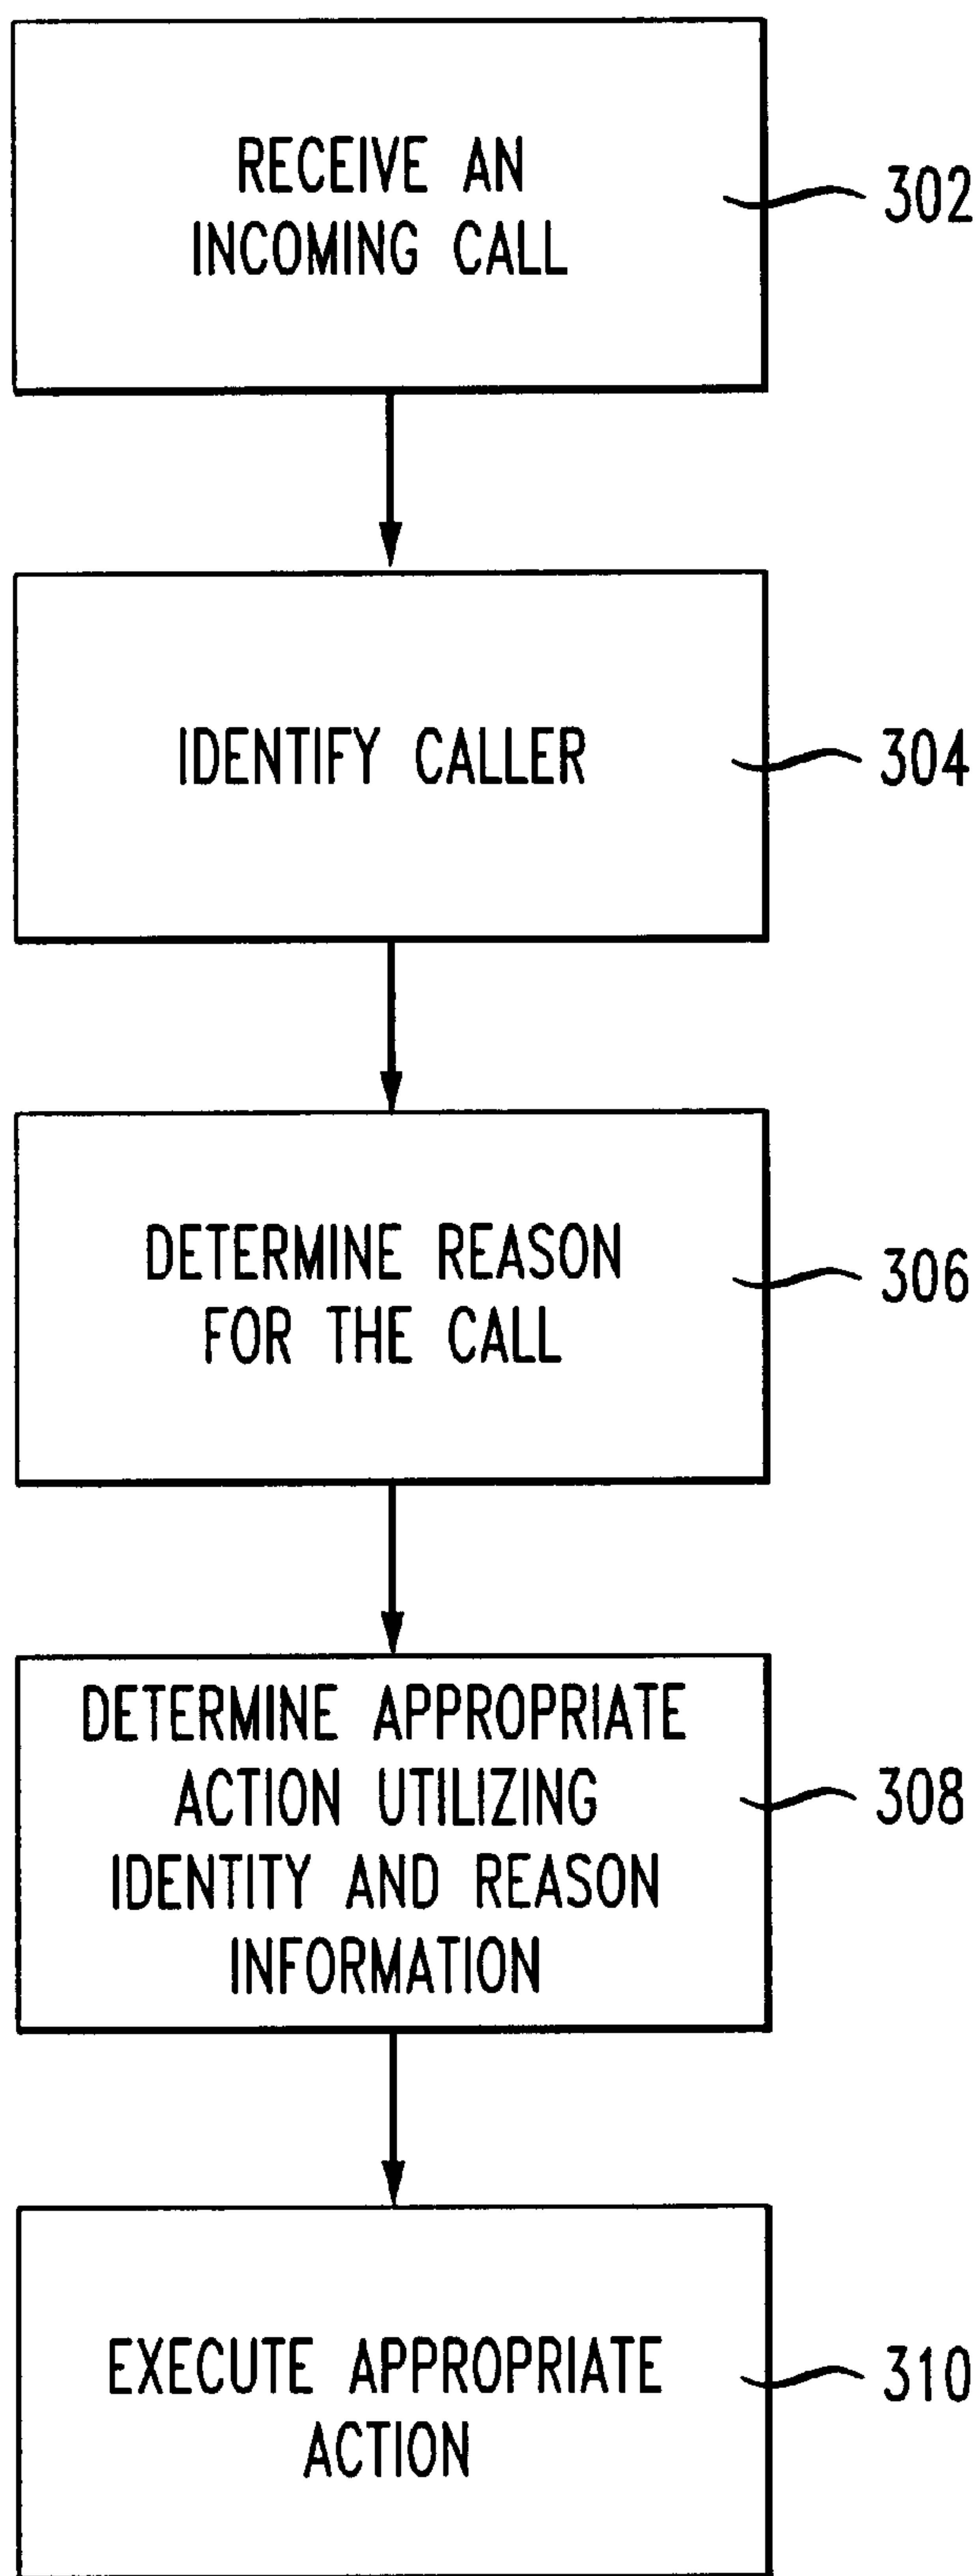 RECEIVE AN
INCOMING CALL
302
IDENTIFY CALLER
304
DETERMINE REASON
FOR THE CALL
306
DETERMINE APPROPRIATE
ACTION UTILIZING
IDENTITY AND REASON
INFORMATION
308
EXECUTE APPROPRIATE
ACTION
310